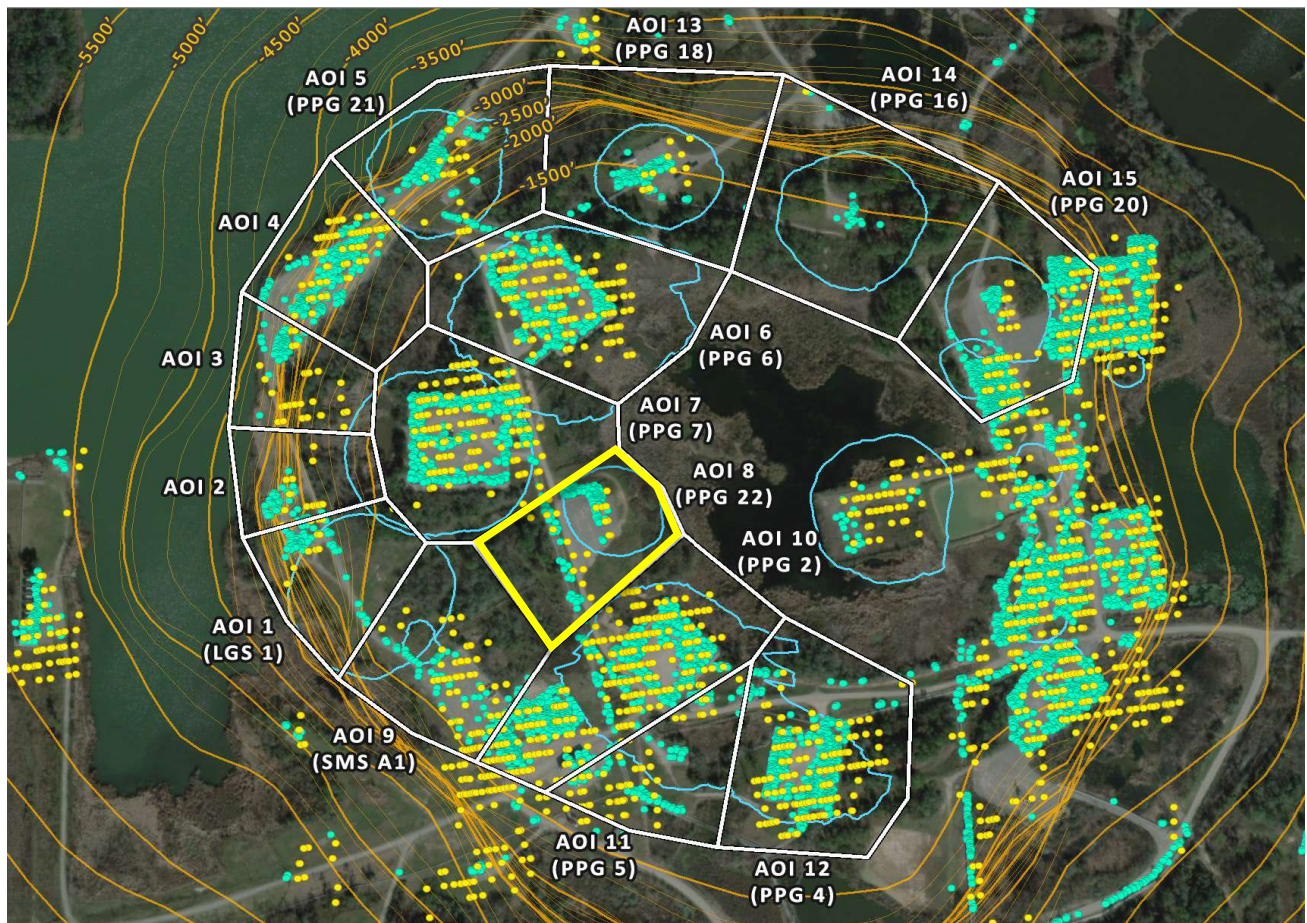 -5500'
-5000'
-4500'
-4000'
-3500'
-3000'
-2500'
-2000'
-1500'
AOI 13
(PPG 18)
AOI 14
(PPG 16)
AOI 5
(PPG 21)
AOI 15
(PPG 20)
AOI 4
AOI 3
AOI 6
(PPG 6)
AOI 7
(PPG 7)
AOI 8
(PPG 22)
AOI 2
AOI 10
(PPG 2)
AOI 1
(LGS 1)
AOI 9
(SMS A1)
AOI 11
(PPG 5)
AOI 12
(PPG 4)